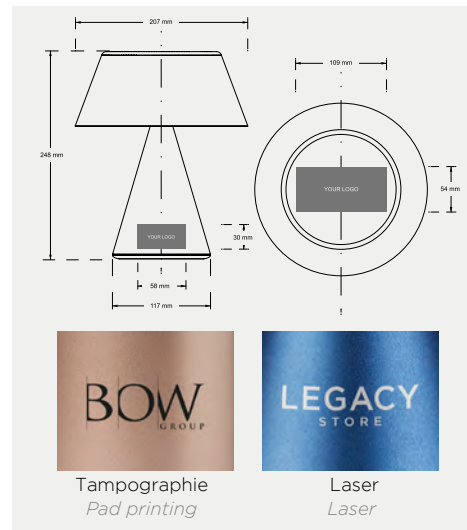 207 mm
109 mm
248 mm
YOUR LOGO
54 mm
YOUR LOGO
30 mm
58 mm
117 mm
BOW
GROUP
LEGACY
STORE
Tampographie
Laser
Pad printing
Laser